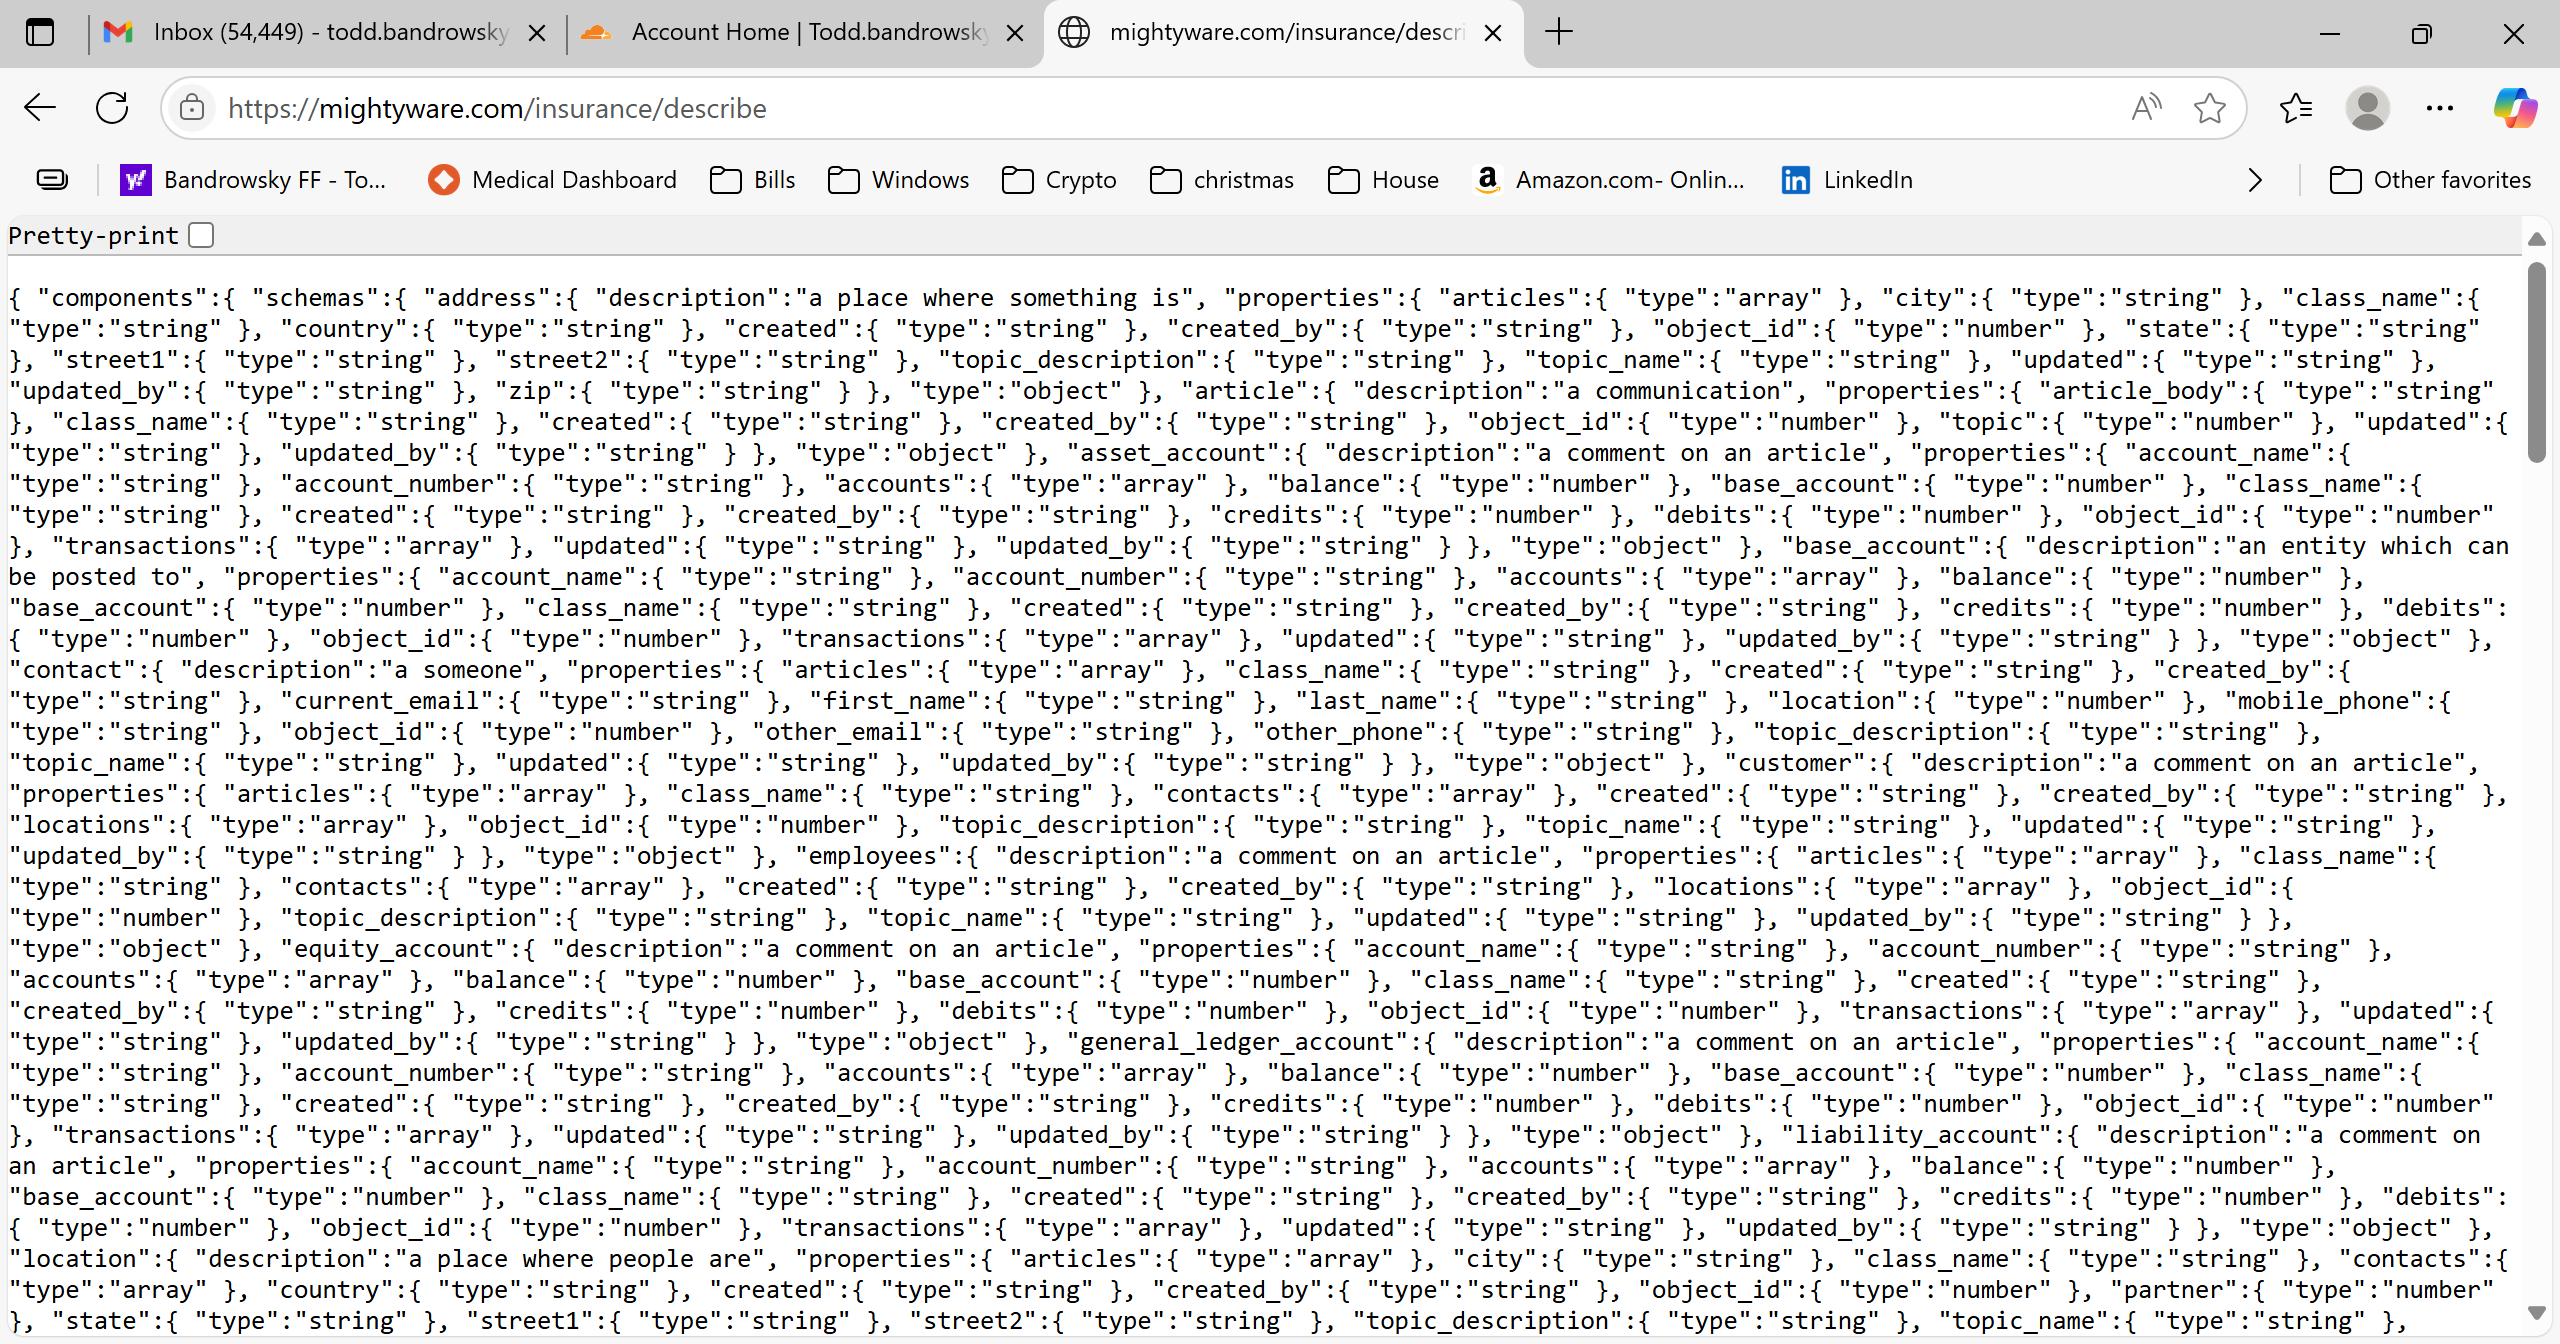 Inbox (54,449) - todd.bandrowsky
Account Home | Todd.bandrowsky
mightyware.com/insurance/descri
https://mightyware.com/insurance/describe
Bandrowsky FF - To...
Medical Dashboard
Bills
Windows
Crypto
christmas
House
Amazon.com- Onlin...
LinkedIn
Other favorites
Pretty-print
{ "components":{ "schemas":{ "address":{ "description":"a place where something is", "properties":{ "articles":{ "type":"array" }, "city":{ "type":"string" }, "class_name":{
"type":"string" }, "country":{ "type":"string" }, "created":{ "type":"string" }, "created_by":{ "type":"string" }, "object_id":{ "type":"number" }, "state":{ "type":"string"
}, "street1":{ "type":"string" }, "street2":{ "type":"string" }, "topic_description":{ "type":"string" }, "topic_name":{ "type":"string" }, "updated":{ "type":"string" },
"updated_by":{ "type":"string" }, "zip":{ "type":"string" } }, "type":"object" }, "article":{ "description":"a communication", "properties":{ "article_body":{ "type":"string"
}, "class_name":{ "type":"string" }, "created":{ "type":"string" }, "created_by":{ "type":"string" }, "object_id":{ "type":"number" }, "topic":{ "type":"number" }, "updated":{
"type":"string" }, "updated_by":{ "type":"string" } }, "type":"object" }, "asset_account":{ "description":"a comment on an article", "properties":{ "account_name":{
"type":"string" }, "account_number":{ "type":"string" }, "accounts":{ "type":"array" }, "balance":{ "type":"number" }, "base_account":{ "type":"number" }, "class_name":{
"type":"string" }, "created":{ "type":"string" }, "created_by":{ "type":"string" }, "credits":{ "type":"number" }, "debits":{ "type":"number" }, "object_id":{ "type":"number"
}, "transactions":{ "type":"array" }, "updated":{ "type":"string" }, "updated_by":{ "type":"string" } }, "type":"object" }, "base_account":{ "description":"an entity which can
be posted to", "properties":{ "account_name":{ "type":"string" }, "account_number":{ "type":"string" }, "accounts":{ "type":"array" }, "balance":{ "type":"number" },
"base_account":{ "type":"number" }, "class_name":{ "type":"string" }, "created":{ "type":"string" }, "created_by":{ "type":"string" }, "credits":{ "type":"number" }, "debits":
{ "type":"number" }, "object_id":{ "type":"number" }, "transactions":{ "type":"array" }, "updated":{ "type":"string" }, "updated_by":{ "type":"string" } }, "type":"object" },
"contact":{ "description":"a someone", "properties":{ "articles":{ "type":"array" }, "class_name":{ "type":"string" }, "created":{ "type":"string" }, "created_by":{
"type":"string" }, "current_email":{ "type":"string" }, "first_name":{ "type":"string" }, "last_name":{ "type":"string" }, "location":{ "type":"number" }, "mobile_phone":{
"type":"string" }, "object_id":{ "type":"number" }, "other_email":{ "type":"string" }, "other_phone":{ "type":"string" }, "topic_description":{ "type":"string" },
"topic_name":{ "type":"string" }, "updated":{ "type":"string" }, "updated_by":{ "type":"string" } }, "type":"object" }, "customer":{ "description":"a comment on an article",
"properties":{ "articles":{ "type":"array" }, "class_name":{ "type":"string" }, "contacts":{ "type":"array" }, "created":{ "type":"string" }, "created_by":{ "type":"string" },
"locations":{ "type":"array" }, "object_id":{ "type":"number" }, "topic_description":{ "type":"string" }, "topic_name":{ "type":"string" }, "updated":{ "type":"string" },
"updated_by":{ "type":"string" } }, "type":"object" }, "employees":{ "description":"a comment on an article", "properties":{ "articles":{ "type":"array" }, "class_name":{
"type":"string" }, "contacts":{ "type":"array" }, "created":{ "type":"string" }, "created_by":{ "type":"string" }, "locations":{ "type":"array" }, "object_id":{
"type":"number" }, "topic_description":{ "type":"string" }, "topic_name":{ "type":"string" }, "updated":{ "type":"string" }, "updated_by":{ "type":"string" } },
"type":"object" }, "equity_account":{ "description":"a comment on an article", "properties":{ "account_name":{ "type":"string" }, "account_number":{ "type":"string" },
"accounts":{ "type":"array" }, "balance":{ "type":"number" }, "base_account":{ "type":"number" }, "class_name":{ "type":"string" }, "created":{ "type":"string" },
"created_by":{ "type":"string" }, "credits":{ "type":"number" }, "debits":{ "type":"number" }, "object_id":{ "type":"number" }, "transactions":{ "type":"array" }, "updated":{
"type":"string" }, "updated_by":{ "type":"string" } }, "type":"object" }, "general_ledger_account":{ "description":"a comment on an article", "properties":{ "account_name":{
"type":"string" }, "account_number":{ "type":"string" }, "accounts":{ "type":"array" }, "balance":{ "type":"number" }, "base_account":{ "type":"number" }, "class_name":{
"type":"string" }, "created":{ "type":"string" }, "created_by":{ "type":"string" }, "credits":{ "type":"number" }, "debits":{ "type":"number" }, "object_id":{ "type":"number"
}, "transactions":{ "type":"array" }, "updated":{ "type":"string" }, "updated_by":{ "type":"string" } }, "type":"object" }, "liability_account":{ "description":"a comment on
an article", "properties":{ "account_name":{ "type":"string" }, "account_number":{ "type":"string" }, "accounts":{ "type":"array" }, "balance":{ "type":"number" },
"base_account":{ "type":"number" }, "class_name":{ "type":"string" }, "created":{ "type":"string" }, "created_by":{ "type":"string" }, "credits":{ "type":"number" }, "debits":
{ "type":"number" }, "object_id":{ "type":"number" }, "transactions":{ "type":"array" }, "updated":{ "type":"string" }, "updated_by":{ "type":"string" } }, "type":"object" },
"location":{ "description":"a place where people are", "properties":{ "articles":{ "type":"array" }, "city":{ "type":"string" }, "class_name":{ "type":"string" }, "contacts":{
"type":"array" }, "country":{ "type":"string" }, "created":{ "type":"string" }, "created_by":{ "type":"string" }, "object_id":{ "type":"number" }, "partner":{ "type":"number"
}, "state":{ "type":"string" }, "street1":{ "type":"string" }, "street2":{ "type":"string" }, "topic_description":{ "type":"string" }, "topic_name":{ "type":"string" },